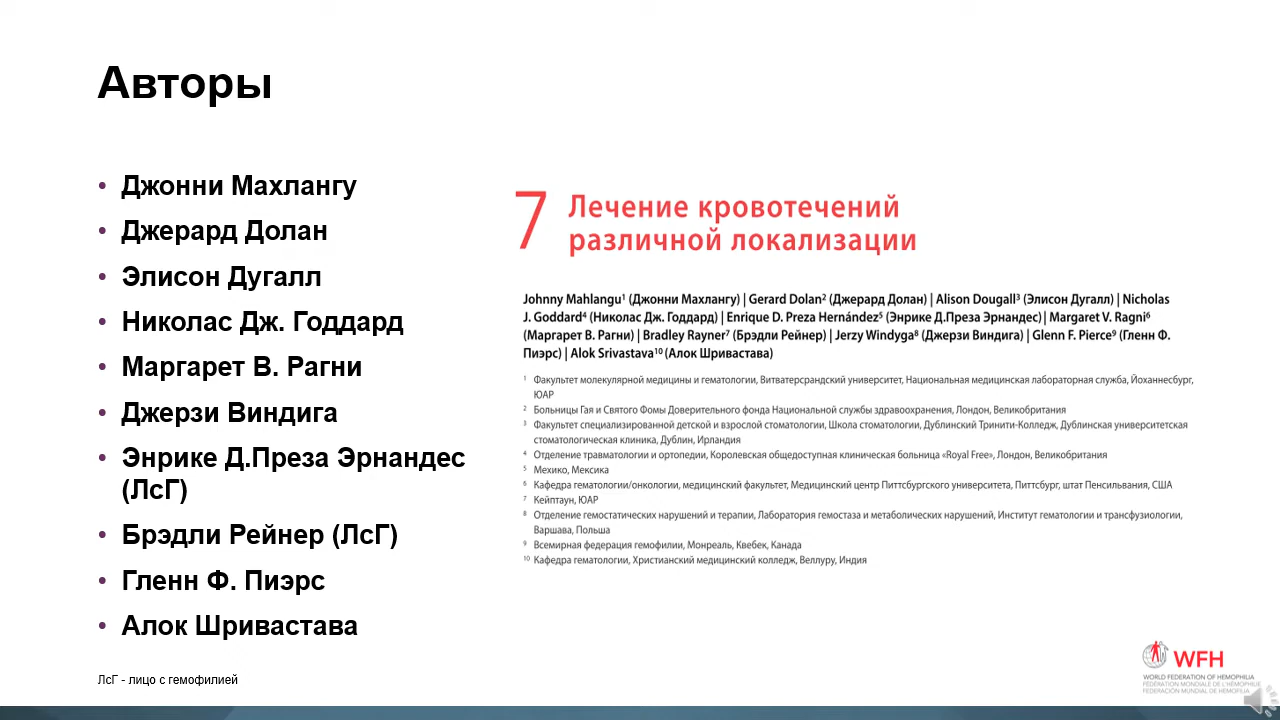 Авторы
• Джонни Махлангу
• Джерард Долан
• Элисон Дугалл
• Николас Дж. Годдард
• Маргарет В. Рагни
• Джерзи Виндига
• Энрике Д.Преза Эрнандес
(ЛсГ)
• Брэдли Рейнер (ЛсГ)
• Гленн Ф. Пиэрс
• Алок Шривастава
ЛсГ - лицо с гемофилией
7 Лечение кровотечений
различной локализации
Johnny Mahlangu¹ (Джонни Махлангу) | Gerard Dolan² (Джерард Долан) | Alison Dougall³ (Элисон Дугалл) | Nicholas
J. Goddard⁴ (Николас Дж. Годдард) | Enrique D. Preza Hernández⁵ (Энрике Д.Преза Эрнандес) | Margaret V. Ragni⁶
(Маргарет В. Рагни) | Bradley Rayner⁷ (Брэдли Рейнер) | Jerzy Windyga⁸ (Джерзи Виндига) | Glenn F. Pierce⁹ (Гленн Ф.
Пиэрс) | Alok Srivastava¹⁰ (Алок Шривастава)
¹ Факультет молекулярной медицины и гематологии, Витватерсрандский университет, Национальная медицинская лабораторная служба, Йоханнесбург,
ЮАР
² Больницы Гая и Святого Фомы Доверительного фонда Национальной службы здравоохранения, Лондон, Великобритания
³ Факультет специализированной детской и взрослой стоматологии, Школа стоматологии, Дублинский Тринити-Колледж, Дублинская университетская
стоматологическая клиника, Дублин, Ирландия
⁴ Отделение травматологии и ортопедии, Королевская общедоступная клиническая больница «Royal Free», Лондон, Великобритания
⁵ Мехико, Мексика
⁶ Кафедра гематологии/онкологии, медицинский факультет, Медицинский центр Питтсбургского университета, Питтсбург, штат Пенсильвания, США
⁷ Кейптаун, ЮАР
⁸ Отделение гемостатических нарушений и терапии, Лаборатория гемостаза и метаболических нарушений, Институт гематологии и трансфузиологии,
Варшава, Польша
⁹ Всемирная федерация гемофилии, Монреаль, Квебек, Канада
¹⁰ Кафедра гематологии, Христианский медицинский колледж, Веллуру, Индия
WFH
WORLD FEDERATION OF HEMOPHILIA
FÉDÉRATION MONDIALE DE L'HÉMOPHILIE
FEDERACIÓN MUNDIAL DE HEMOFILIA